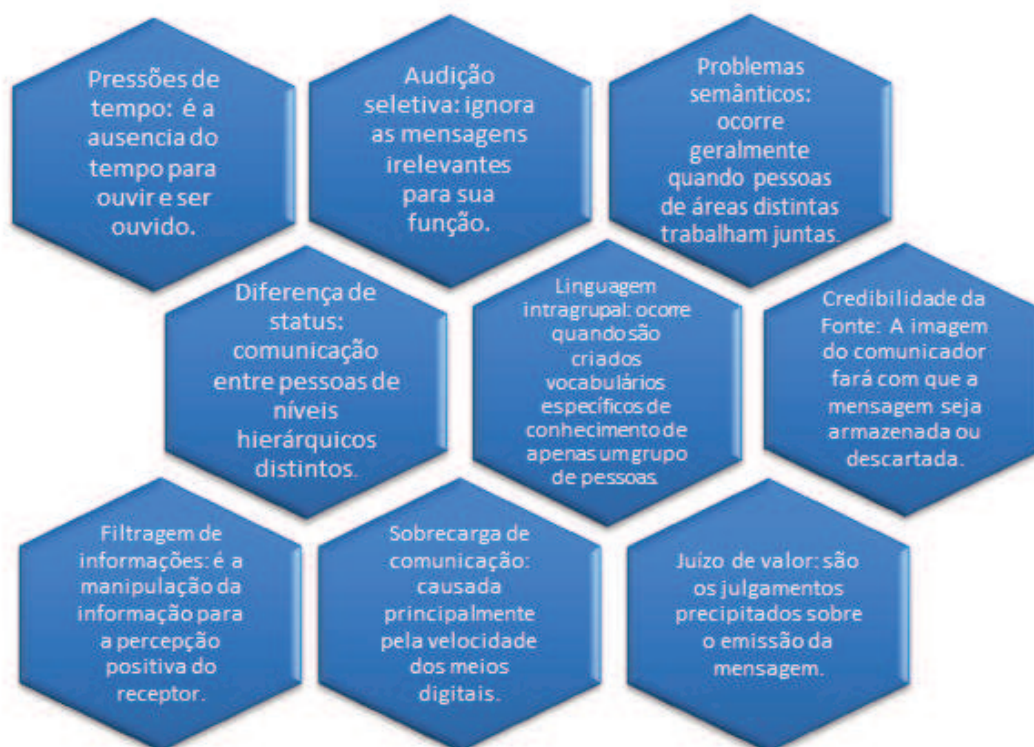 Pressões de
tempo: é a
ausencia do
tempo para
ouvir e ser
ouvido.
Audição
seletiva: ignora
as mensagens
irelevantes
para sua
função.
Problemas
semânticos:
ocorre
geralmente
quando pessoas
de áreas distintas
trabalham juntas.
Diferença de
status:
comunicação
entre pessoas de
níveis
hierárquicos
distintos.
Linguagem
intragrupal: ocorre
quando são
criados
vocabulários
específicos de
conhecimento de
apenas um grupo
de pessoas.
Credibilidade da
Fonte: A imagem
do comunicador
fará com que a
mensagem seja
armazenada ou
descartada.
Filtragem de
informações: é a
manipulação da
informação para
a percepção
positiva do
receptor.
Sobrecarga de
comunicação:
causada
principalmente
pela velocidade
dos meios
digitais.
Juízo de valor: são
os julgamentos
precipitados sobre
o emissão da
mensagem.